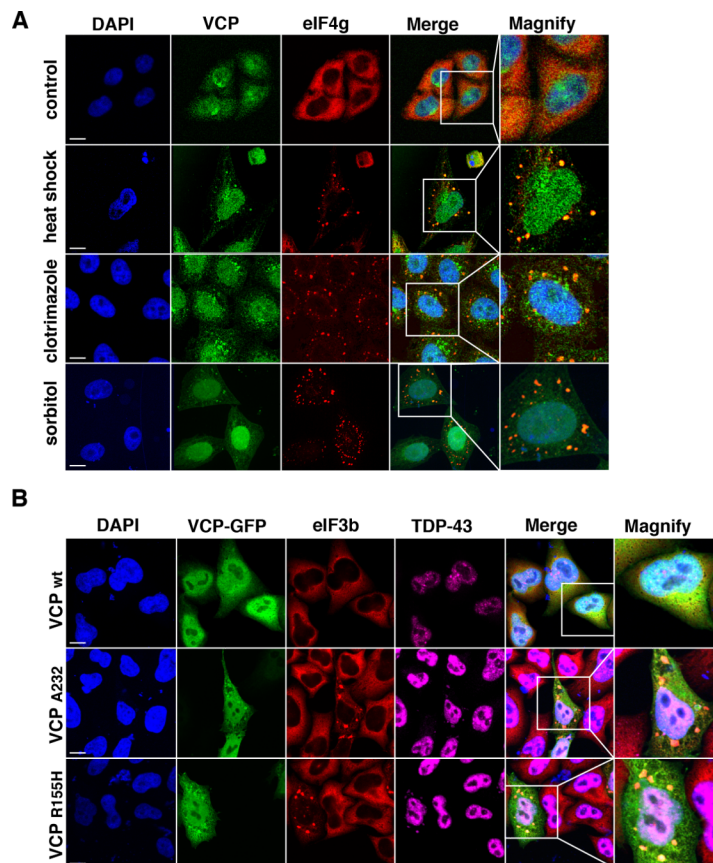 A
DAPI VCP eIF4g Merge Magnify
control
heat shock
clotrimazole
sorbitol
B
DAPI VCP-GFP eIF3b TDP-43 Merge Magnify
VCP wt
VCP A232
VCP R155H